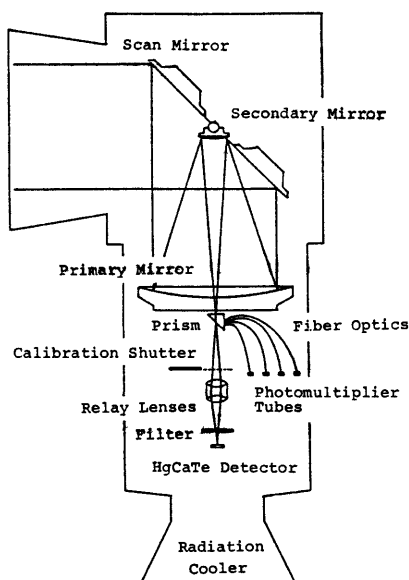 Scan Mirror
Secondary Mirror
Primary Mirror
Prism
Fiber Optics
Calibration Shutter
Photomultiplier
Tubes
Relay Lenses
Filter
HgCaTe Detector
Radiation
Cooler